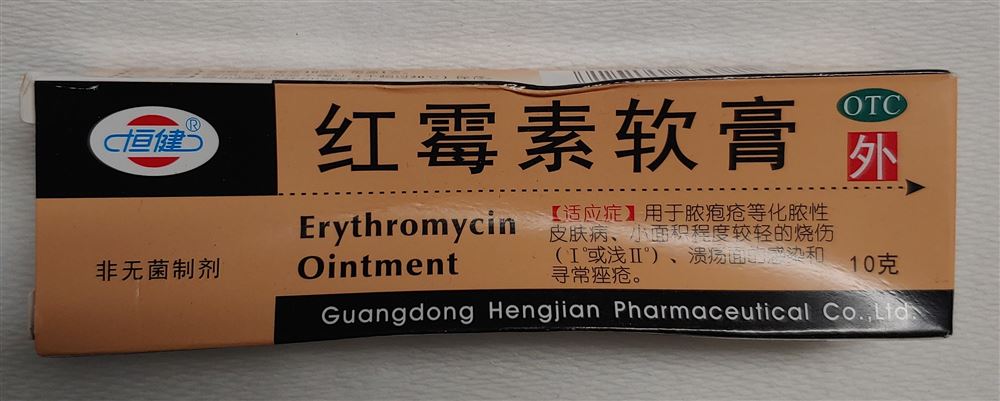 恒健®
红霉素软膏
OTC
外
Erythromycin
Ointment
【适应症】用于脓疱疮等化脓性
皮肤病、小面积程度较轻的烧伤
(I°或浅II°)、溃疡面的感染和
寻常痤疮。
10克
非无菌制剂
Guangdong Hengjian Pharmaceutical Co.,Ltd.